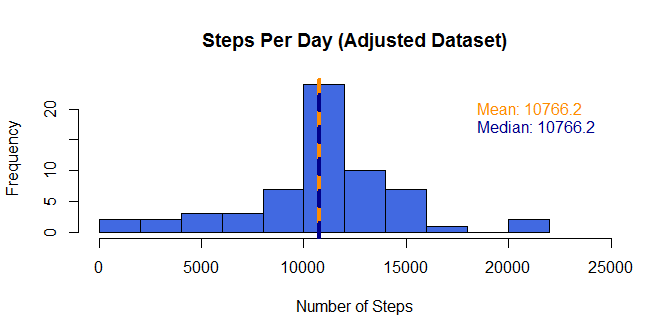 Steps Per Day (Adjusted Dataset)
Mean: 10766.2
Median: 10766.2
Frequency
20
10
5
0
0 5000 10000 15000 20000 25000
Number of Steps